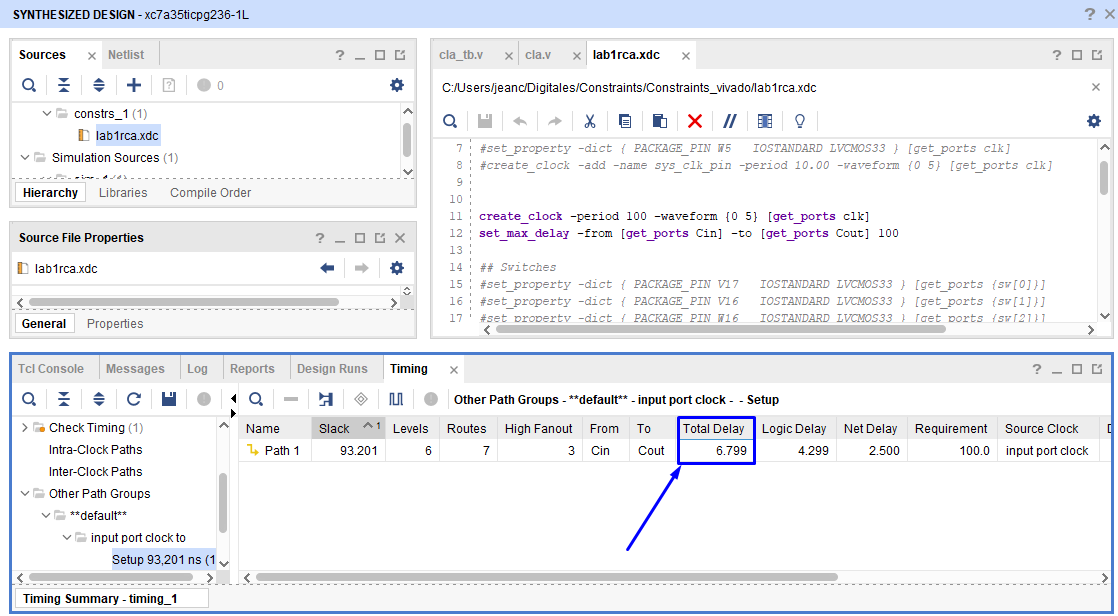 SYNTHESIZED DESIGN - xc7a35ticpg236-1L
Sources
Netlist
0
constrs_1 (1)
lab1rca.xdc
Simulation Sources (1)
Hierarchy
Libraries
Compile Order
Source File Properties
lab1rca.xdc
General
Properties
cla_tb.v
cla.v
lab1rca.xdc
C:/Users/jeanc/Digitales/Constraints/Constraints_vivado/lab1rca.xdc
7 #set_property -dict { PACKAGE_PIN W5 IOSTANDARD LVCMOS33 } [get_ports clk]
8 #create_clock -add -name sys_clk_pin -period 10.00 -waveform {0 5} [get_ports clk]
9
10
11 create_clock -period 100 -waveform {0 5} [get_ports clk]
12 set_max_delay -from [get_ports Cin] -to [get_ports Cout] 100
13
14 ## Switches
15 #set_property -dict { PACKAGE_PIN V17 IOSTANDARD LVCMOS33 } [get_ports {sw[0]}]
16 #set_property -dict { PACKAGE_PIN V16 IOSTANDARD LVCMOS33 } [get_ports {sw[1]}]
17 #set_property -dict { PACKAGE_PIN W16 IOSTANDARD LVCMOS33 } [get_ports {sw[2]}]
Tcl Console
Messages
Log
Reports
Design Runs
Timing
Check Timing (1)
Intra-Clock Paths
Inter-Clock Paths
Other Path Groups
**default**
input port clock to
Setup 93,201 ns (1
Other Path Groups - **default** - input port clock - - Setup
Name Slack 1 Levels Routes High Fanout From To Total Delay Logic Delay Net Delay Requirement Source Clock D
Path 1 93.201 6 7 3 Cin Cout 6.799 4.299 2.500 100.0 input port clock
Timing Summary - timing_1